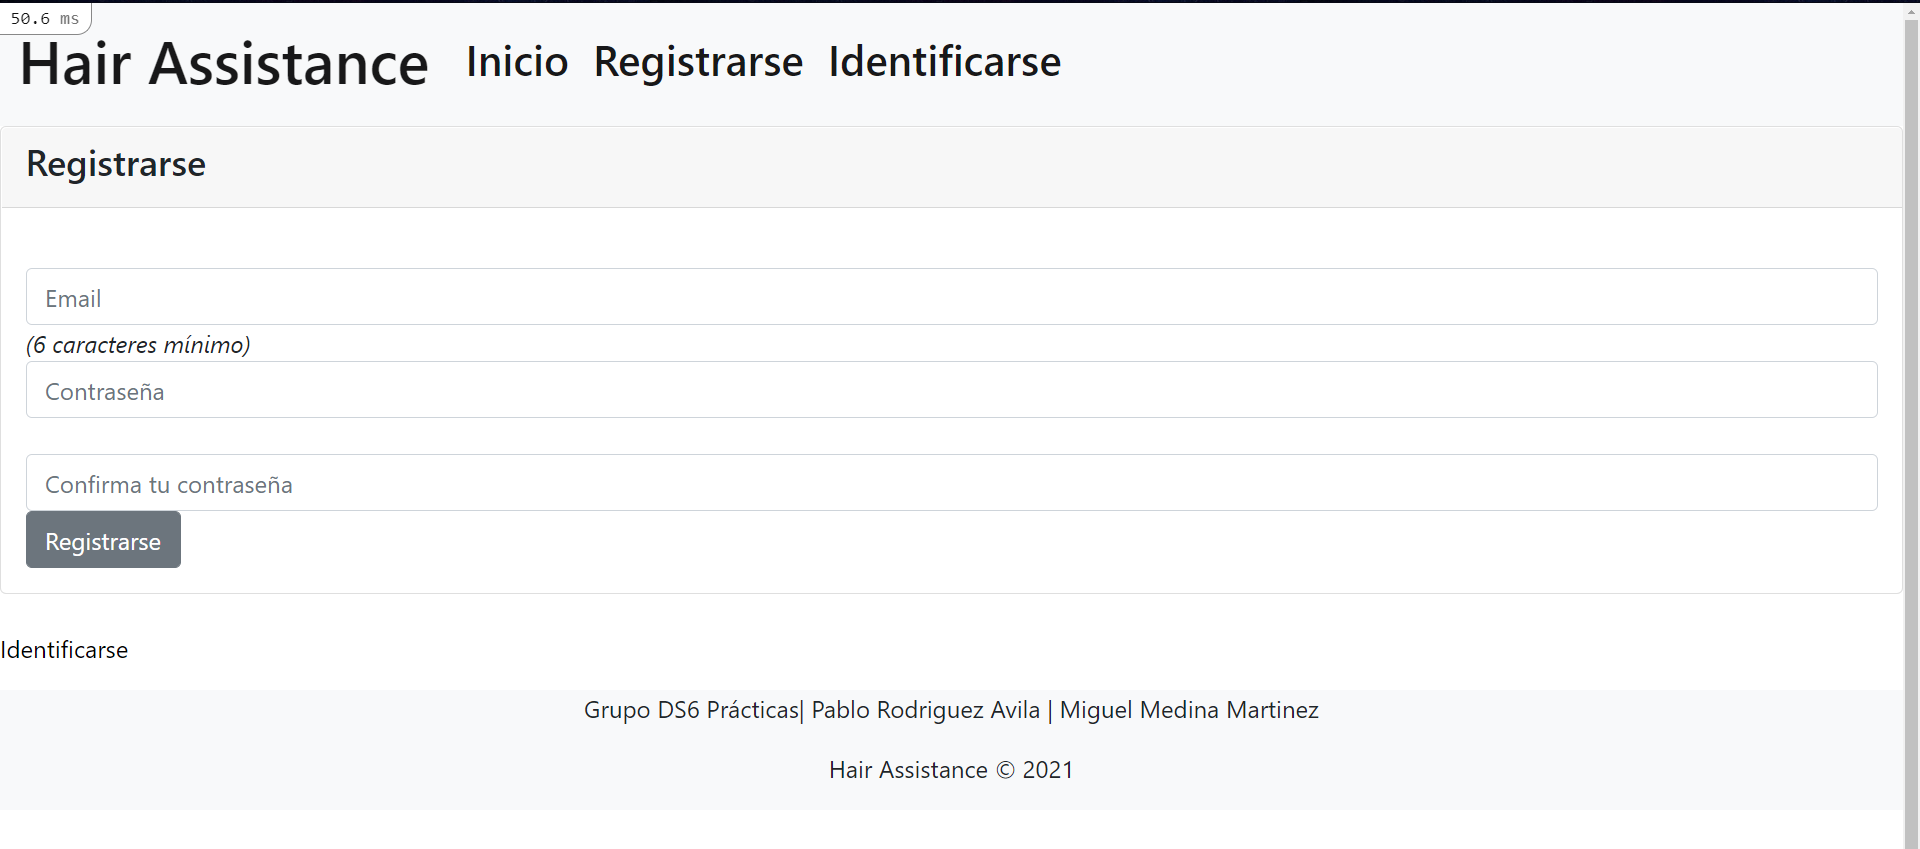 50.6 ms
Hair Assistance Inicio Registrarse Identificarse
Registrarse
Email
(6 caracteres mínimo)
Contraseña
Confirma tu contraseña
Registrarse
Identificarse
Grupo DS6 Prácticas| Pablo Rodriguez Avila | Miguel Medina Martinez
Hair Assistance © 2021